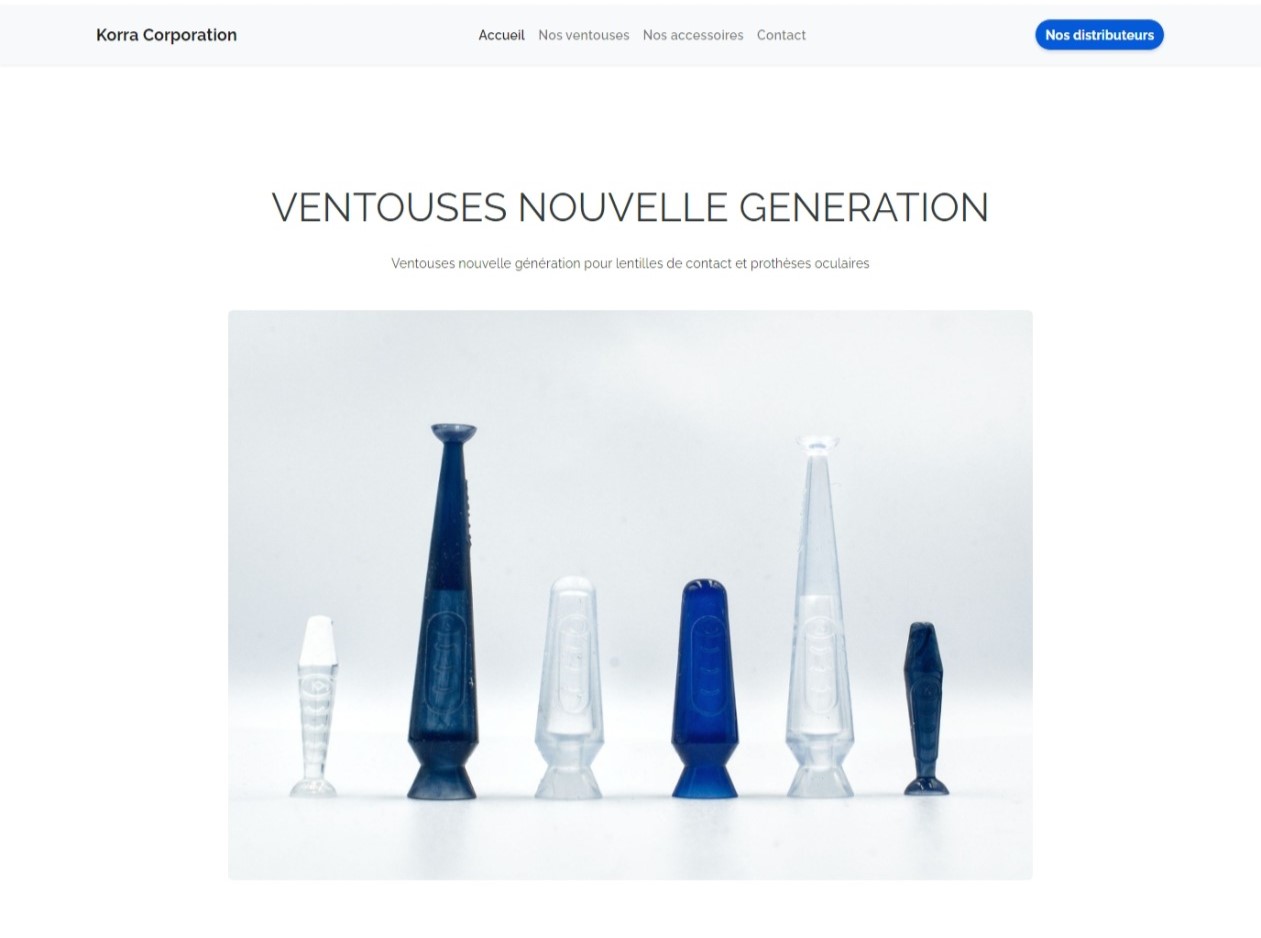 Korra Corporation
Accueil Nos ventouses Nos accessoires Contact
Nos distributeurs
VENTOUSES NOUVELLE GENERATION
Ventouses nouvelle génération pour lentilles de contact et prothèses oculaires